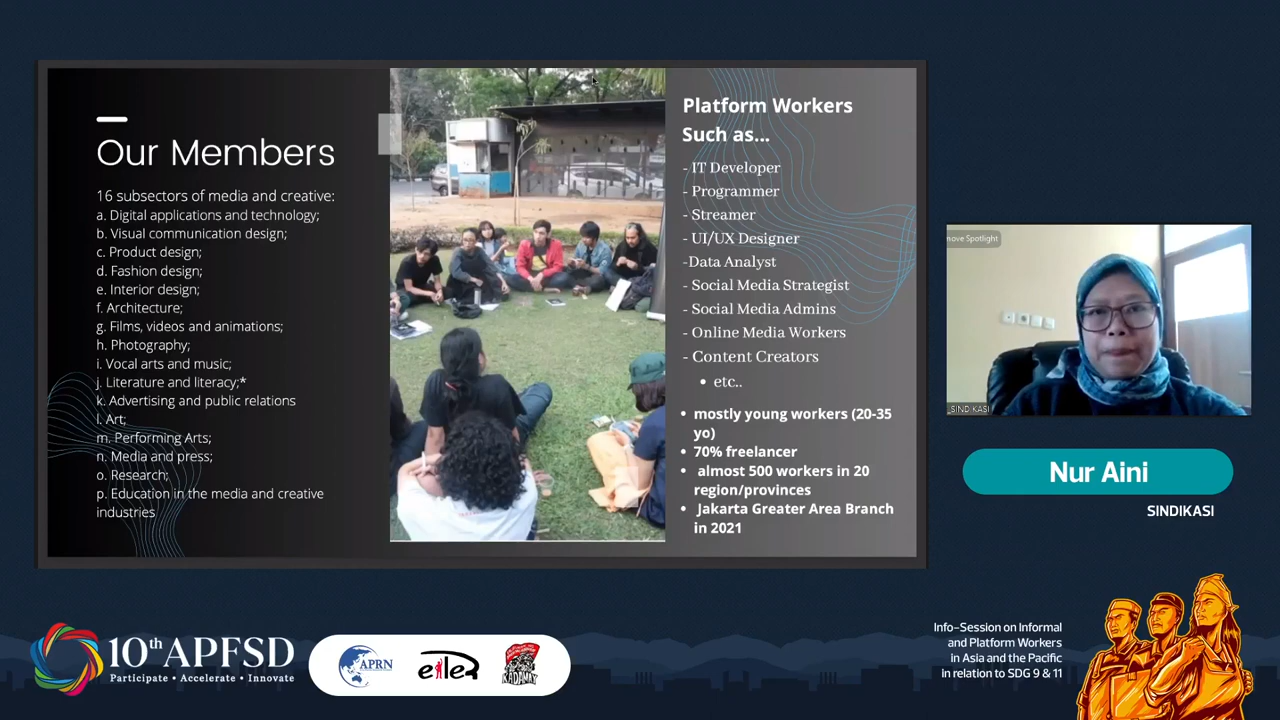 Our Members
16 subsectors of media and creative:
a. Digital applications and technology;
b. Visual communication design;
c. Product design;
d. Fashion design;
e. Interior design;
f. Architecture;
g. Films, videos and animations;
h. Photography;
i. Vocal arts and music;
j. Literature and literacy;*
k. Advertising and public relations
l. Art;
m. Performing Arts;
n. Media and press;
o. Research;
p. Education in the media and creative
industries
Platform Workers
Such as...
- IT Developer
- Programmer
- Streamer
- UI/UX Designer
-Data Analyst
- Social Media Strategist
- Social Media Admins
- Online Media Workers
- Content Creators
• etc..
• mostly young workers (20-35
yo)
• 70% freelancer
• almost 500 workers in 20
region/provinces
• Jakarta Greater Area Branch
in 2021
move Spotlight
_SINDIKASI
Nur Aini
SINDIKASI
10th APFSD
Participate • Accelerate • Innovate
APRN
eiler
KADAMAY
Info-Session on Informal
and Platform Workers
in Asia and the Pacific
in relation to SDG 9 & 11